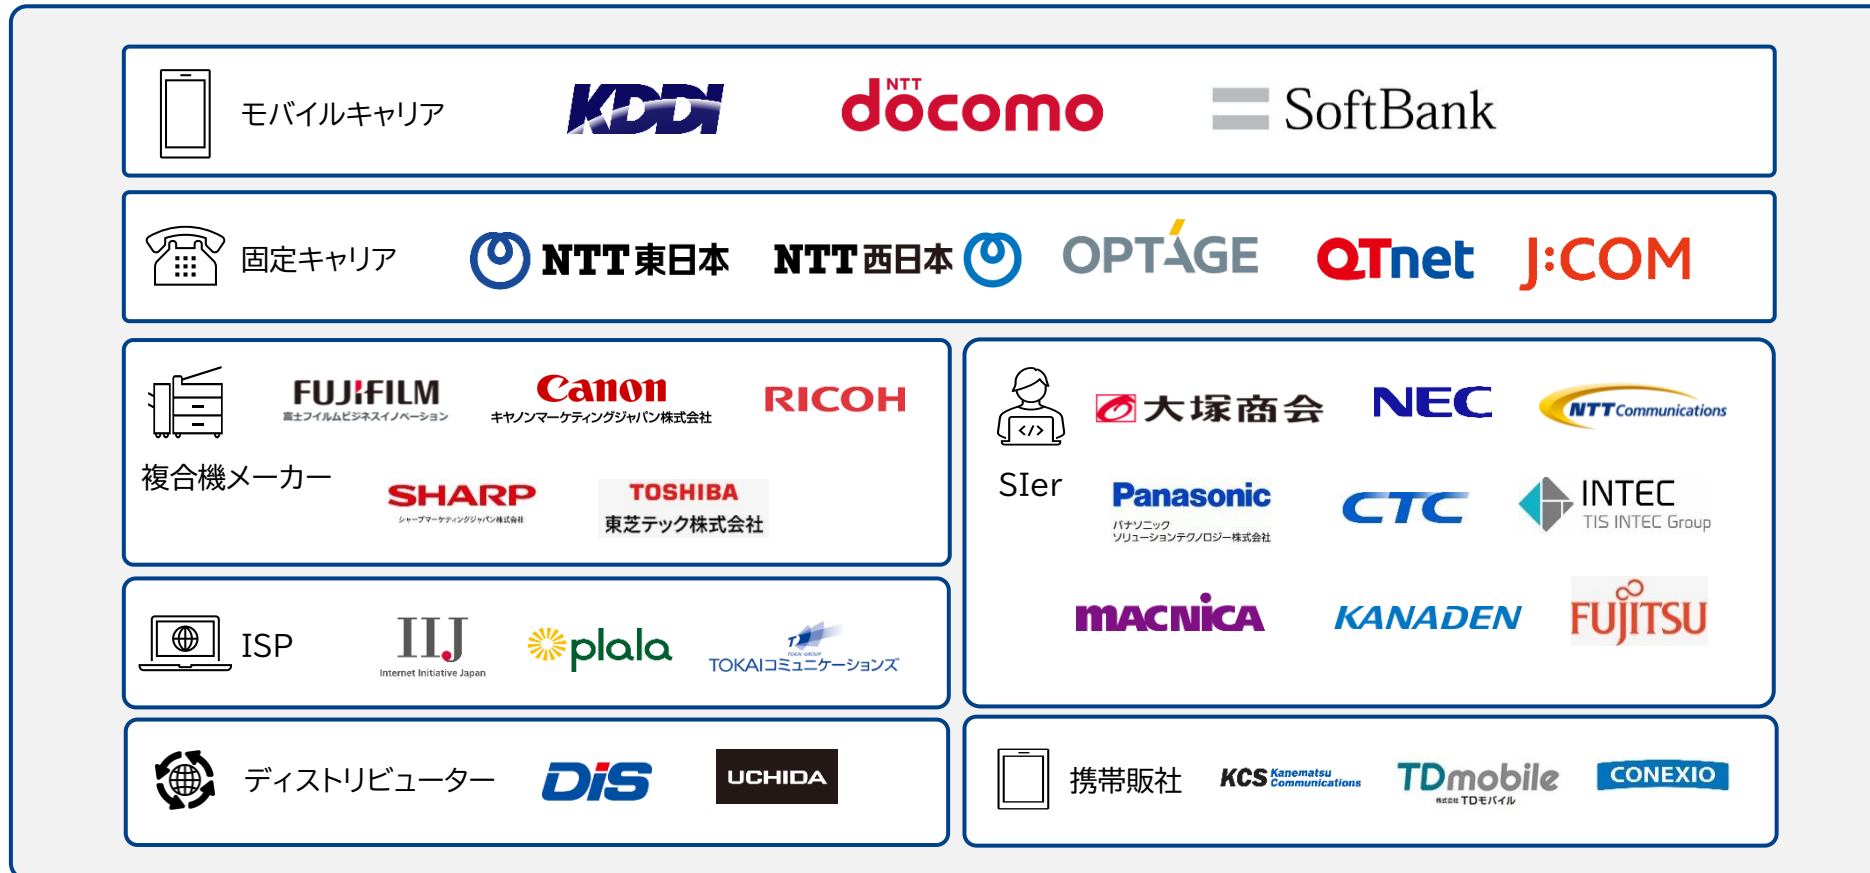 モバイルキャリア
KDDI
NTT
docomo
SoftBank
固定キャリア
NTT東日本
NTT西日本
OPTAGE
QTnet
J:COM
複合機メーカー
FUJIFILM
富士フイルムビジネスイノベーション
Canon
キヤノンマーケティングジャパン株式会社
RICOH
SHARP
シャープマーケティングジャパン株式会社
TOSHIBA
東芝テック株式会社
SIer
</>
大塚商会
NEC
NTT Communications
Panasonic
パナソニック
ソリューションテクノロジー株式会社
CTC
INTEC
TIS INTEC Group
MACNICA
KANADEN
FUJITSU
ISP
IIJ
Internet Initiative Japan
plala
T
TOKAI GROUP
TOKAIコミュニケーションズ
ディストリビューター
DiS
UCHIDA
携帯販社
KCS Kanematsu
Communications
TDmobile
株式会社 TDモバイル
CONEXIO